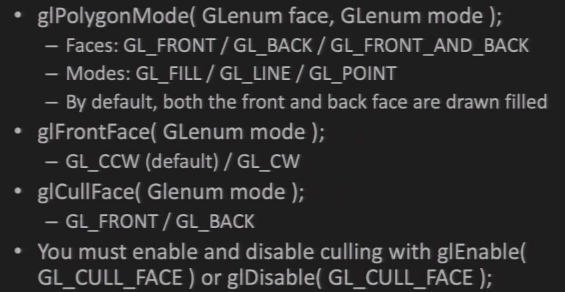 • glPolygonMode( GLenum face, GLenum mode );
– Faces: GL_FRONT / GL_BACK / GL_FRONT_AND_BACK
– Modes: GL_FILL / GL_LINE / GL_POINT
– By default, both the front and back face are drawn filled
• glFrontFace( GLenum mode );
– GL_CCW (default) / GL_CW
• glCullFace( Glenum mode );
– GL_FRONT / GL_BACK
• You must enable and disable culling with glEnable(
GL_CULL_FACE ) or glDisable( GL_CULL_FACE );